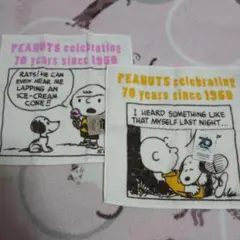 PEANUTS celebrating
70 years since 1950
RATS! HE CAN
EVEN HEAR ME
LAPPING AN
ICE-CREAM
CONE!!
PEANUTS celebrating
70 years since 1950
I HEARD SOMETHING LIKE
THAT MYSELF LAST NIGHT...
70